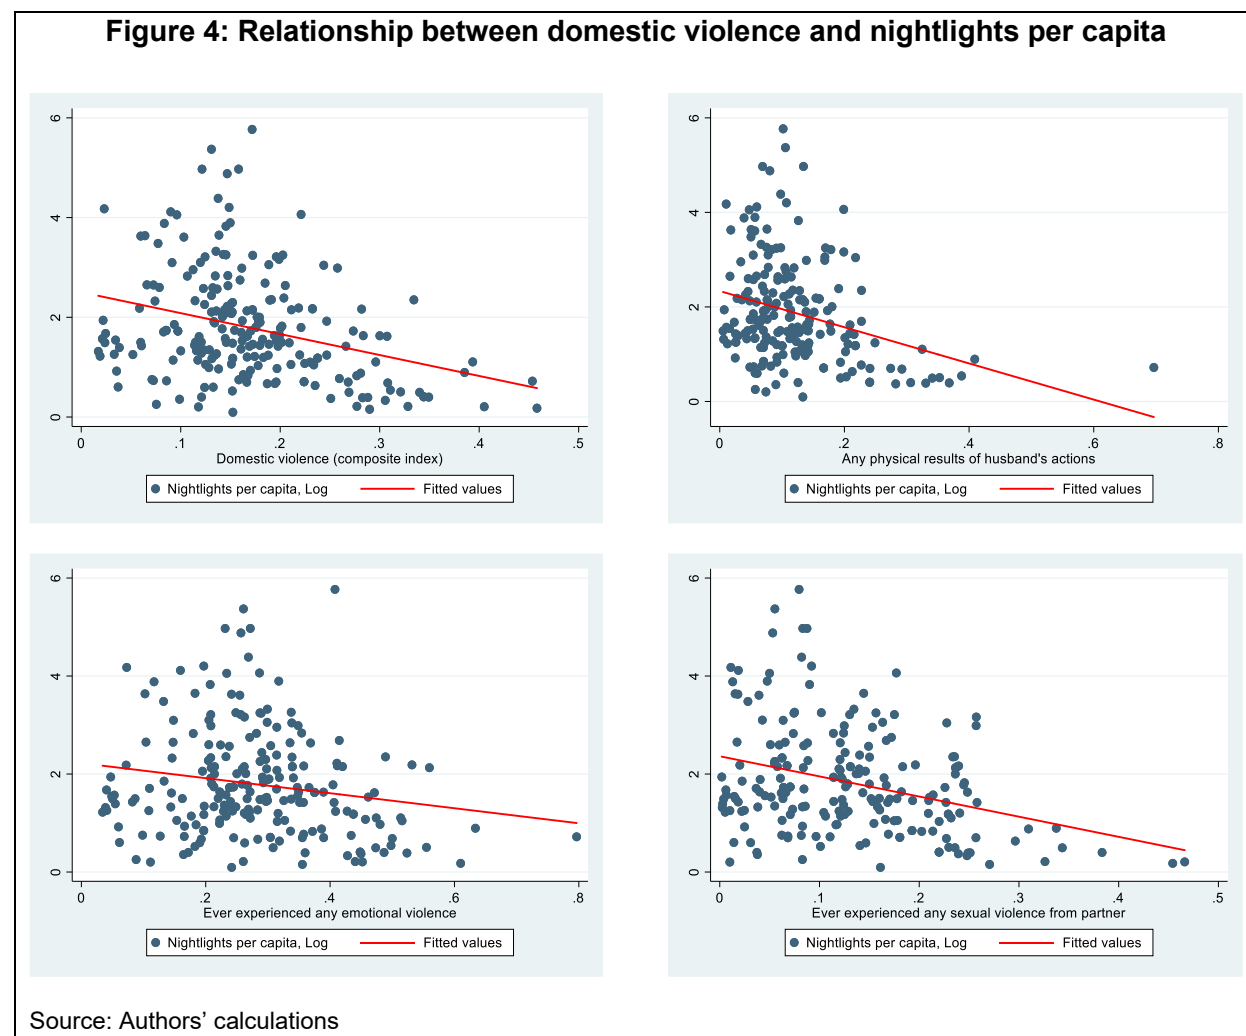 Figure 4: Relationship between domestic violence and nightlights per capita
6
4
2
0
0 .1 .2 .3 .4 .5
Domestic violence (composite index)
Nightlights per capita, Log Fitted values
6
4
2
0
0 .2 .4 .6 .8
Any physical results of husband's actions
Nightlights per capita, Log Fitted values
6
4
2
0
0 .2 .4 .6 .8
Ever experienced any emotional violence
Nightlights per capita, Log Fitted values
6
4
2
0
0 .1 .2 .3 .4 .5
Ever experienced any sexual violence from partner
Nightlights per capita, Log Fitted values
Source: Authors’ calculations